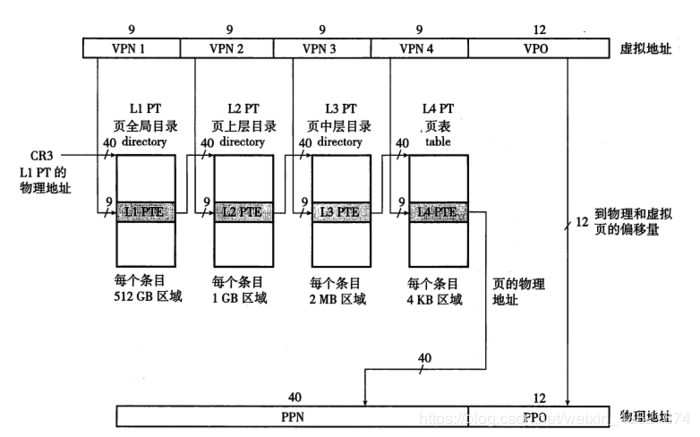 9 9 9 9 12
VPN 1 VPN 2 VPN 3 VPN 4 VPO 虚拟地址
L1 PT L2 PT L3 PT L4 PT
页全局目录 页上层目录 页中层目录 页表
directory directory directory table
40 40 40 40
CR3
L1 PT 的
物理地址
9 9 9 9
L1 PTE L2 PTE L3 PTE L4 PTE
12 到物理和虚拟
页的偏移量
每个条目 每个条目 每个条目 每个条目
512 GB 区域 1 GB 区域 2 MB 区域 4 KB 区域
页的物理
地址
40
40 12
PPN PPO 物理地址